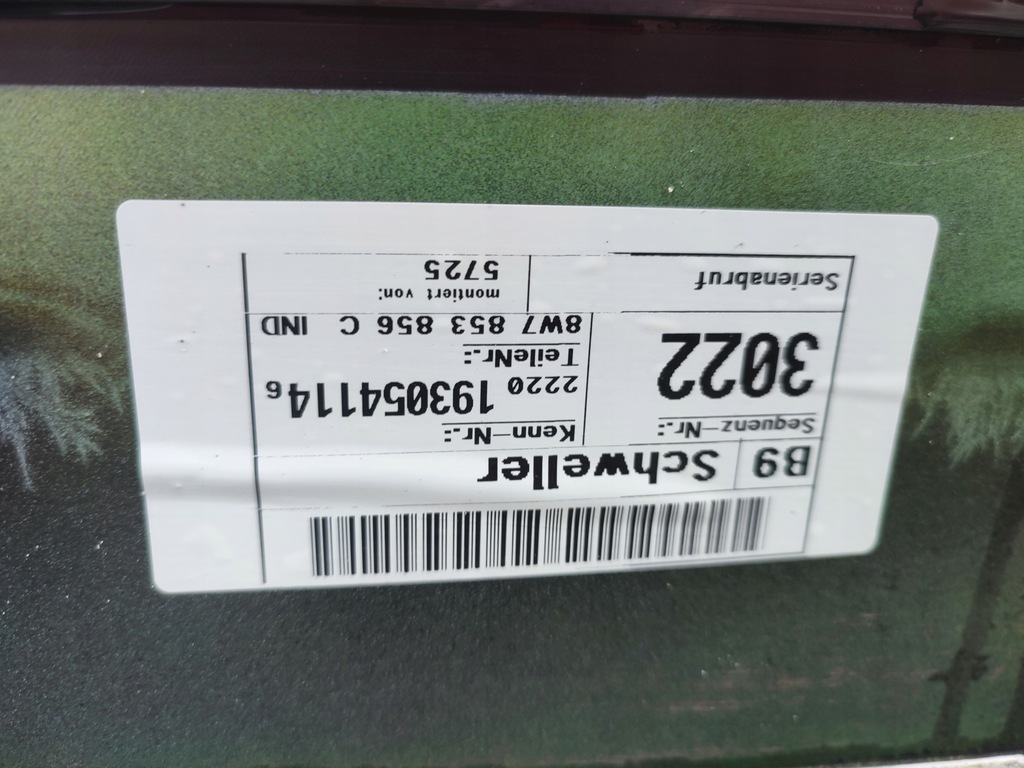 B9 Schweller
Sequenz-Nr.:
3022
Kenn-Nr.:
2220 193054114 6
TeileNr.:
8W7 853 856 C IND
Serienabruf
montiert von:
5725